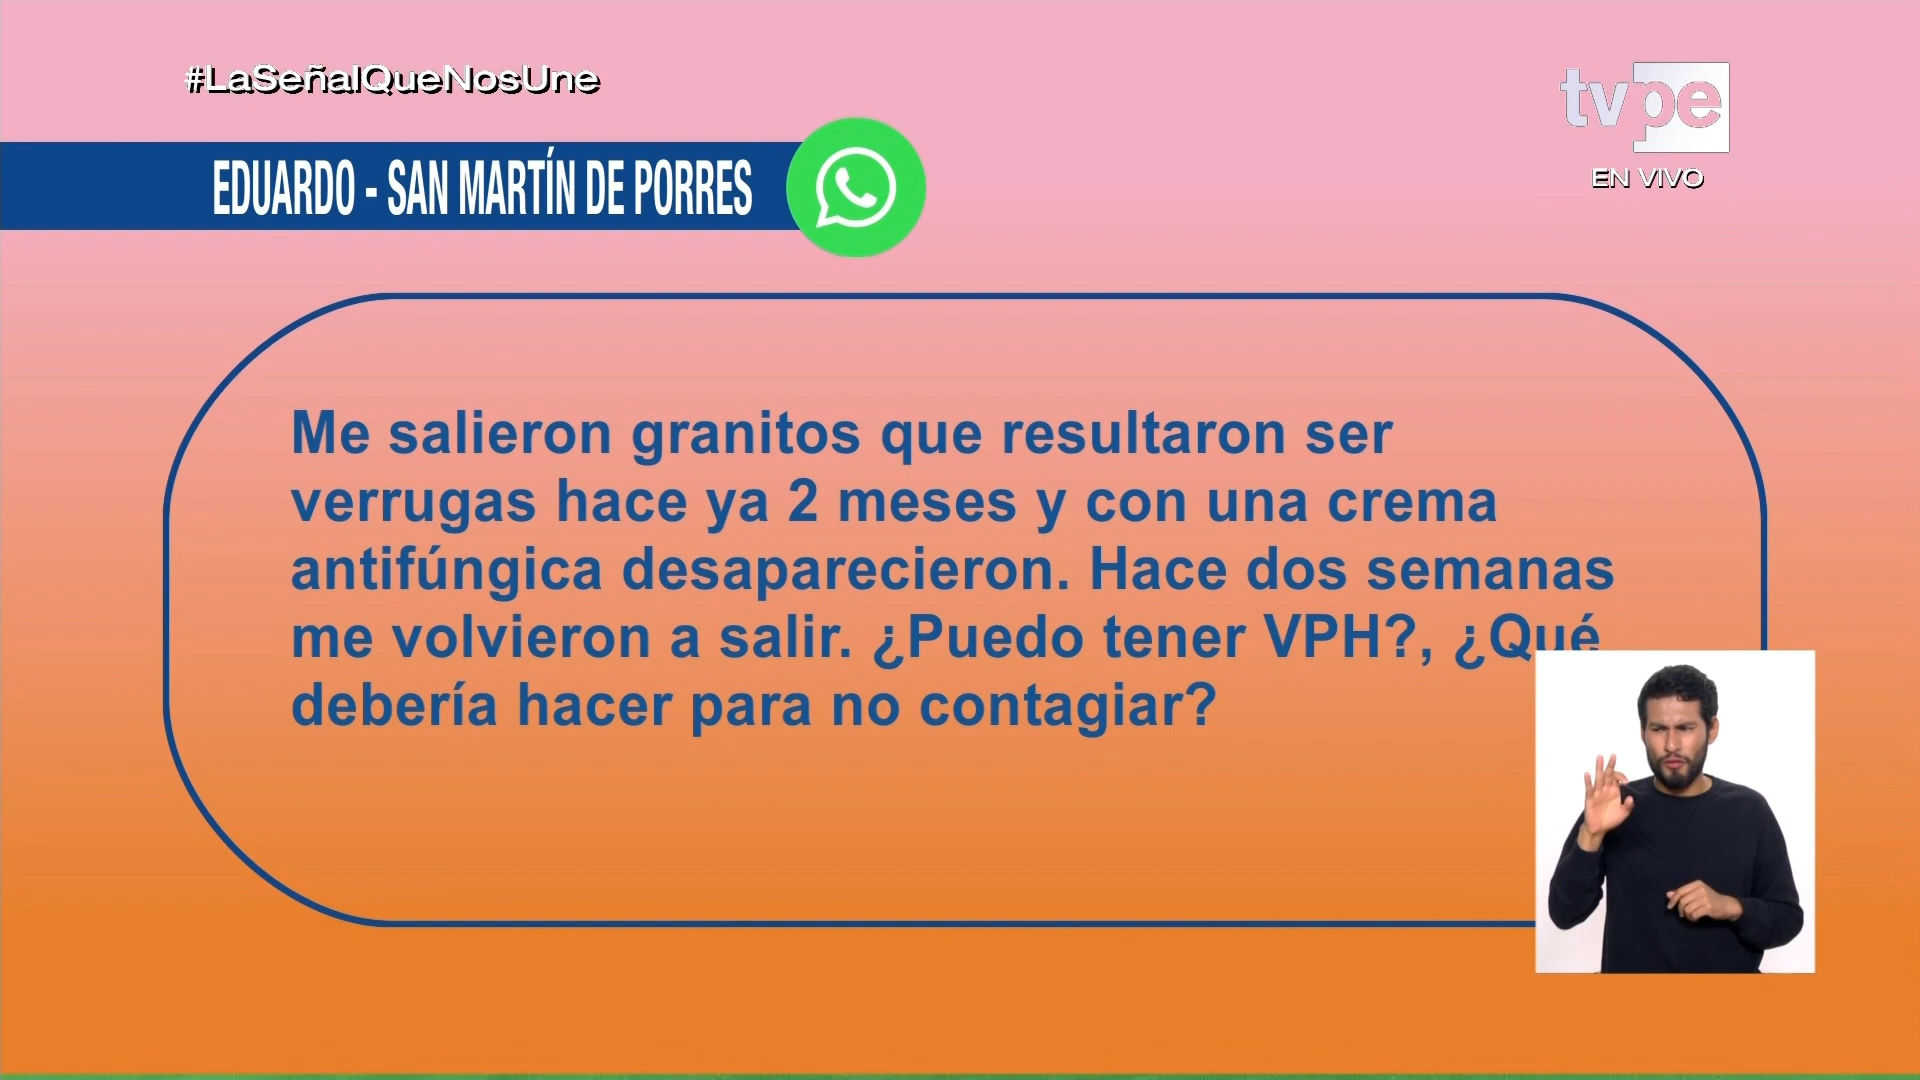 #LaSeñalQueNosUne
tvpe
EN VIVO
EDUARDO - SAN MARTÍN DE PORRES
Me salieron granitos que resultaron ser
verrugas hace ya 2 meses y con una crema
antifúngica desaparecieron. Hace dos semanas
me volvieron a salir. ¿Puedo tener VPH?, ¿Qué
debería hacer para no contagiar?